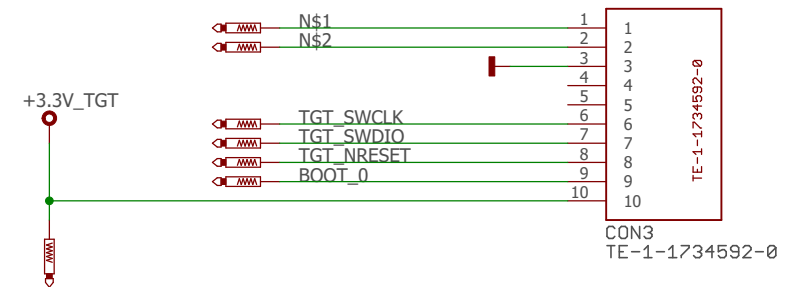 N$1
1
1
N$2
2
2
3
3
4
4
5
5
+3.3V_TGT
TGT_SWCLK
6
6
TGT_SWDIO
7
7
TGT_NRESET
8
8
BOOT_0
9
9
10
10
TE-1-1734592-0
CON3
TE-1-1734592-0